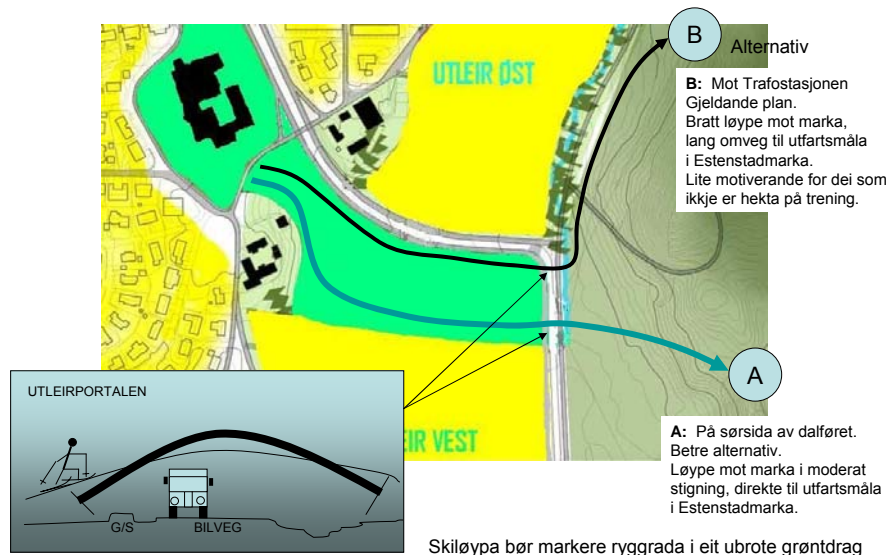 B
Alternativ
UTLEIR ØST
B: Mot Trafostasjonen
Gjeldande plan.
Bratt løype mot marka,
lang omveg til utfartsmåla
i Estenstadmarka.
Lite motiverande for dei som
ikkje er hekta på trening.
A
UTLEIRPORTALEN
EIR VEST
G/S
BILVEG
A: På sørsida av dalføret.
Betre alternativ.
Løype mot marka i moderat
stigning, direkte til utfartsmåla
i Estenstadmarka.
Skiløypa bør markere ryggrada i eit ubrote grøntdrag